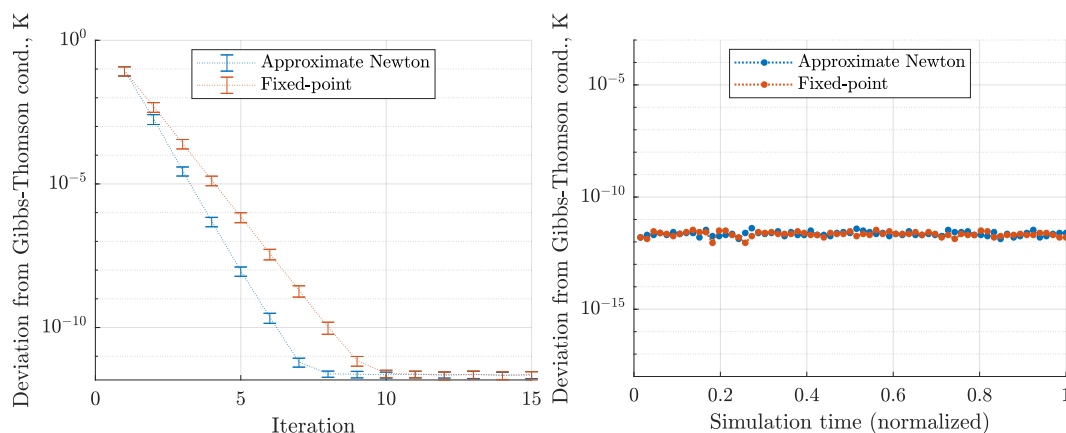 Deviation from Gibbs-Thomson cond., K
10^0
10^-5
10^-10
Approximate Newton
Fixed-point
0
5
10
15
Iteration
Deviation from Gibbs-Thomson cond., K
10^-5
10^-10
10^-15
Approximate Newton
Fixed-point
0
0.2
0.4
0.6
0.8
1
Simulation time (normalized)